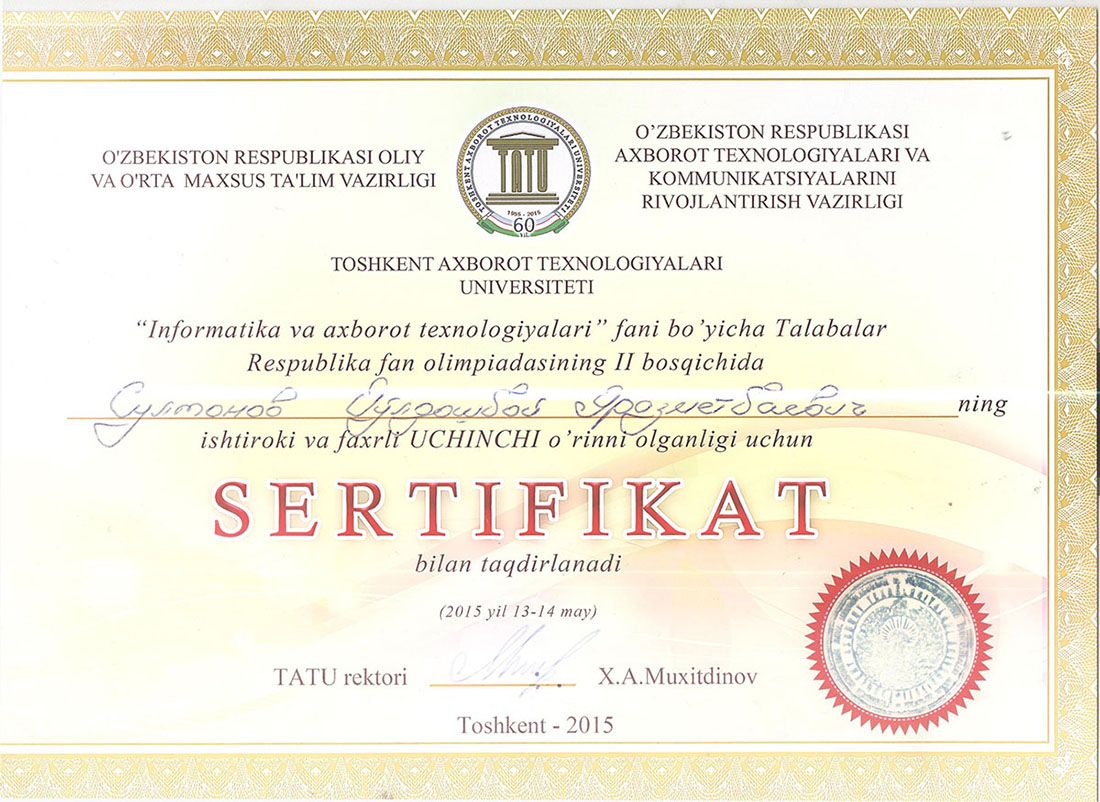 O'ZBEKISTON RESPUBLIKASI OLIY
VA O'RTA MAXSUS TA'LIM VAZIRLIGI
TOSHKENT AXBOROT TEXNOLOGIYALARI UNIVERSITETI
TATU
1955 - 2015
60
YIL
O’ZBEKISTON RESPUBLIKASI
AXBOROT TEXNOLOGIYALARI VA
KOMMUNIKATSIYALARINI
RIVOJLANTIRISH VAZIRLIGI
TOSHKENT AXBOROT TEXNOLOGIYALARI
UNIVERSITETI
“Informatika va axborot texnologiyalari” fani bo’yicha Talabalar
Respublika fan olimpiadasining II bosqichida
Султонов Йўлдошбой Ярозметбаевич ning
ishtiroki va faxrli UCHINCHI o’rinni olganligi uchun
SERTIFIKAT
bilan taqdirlanadi
(2015 yil 13-14 may)
TATU rektori X.A.Muxitdinov
Toshkent - 2015